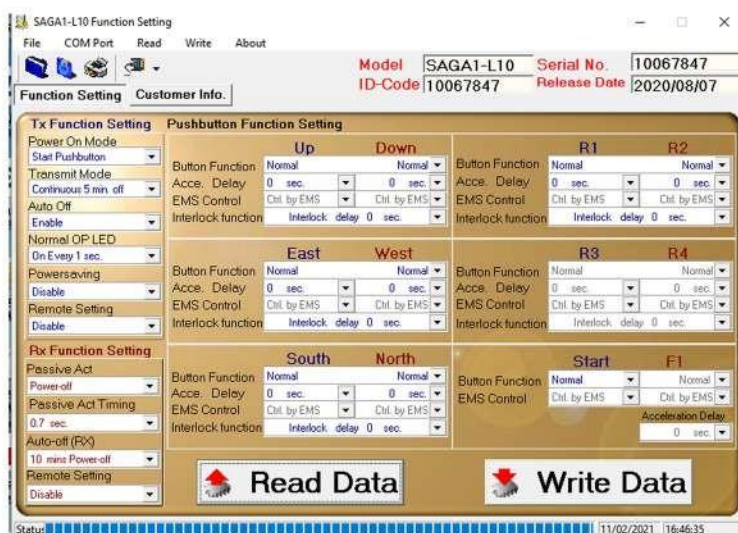 SAGA1-L10 Function Setting
File COM Port Read Write About
Model SAGA1-L10 Serial No. 10067847
ID-Code 10067847 Release Date 2020/08/07
Function Setting Customer Info.
Tx Function Setting
Power On Mode
Start Pushbutton
Transmit Mode
Continuous 5 min. off
Auto Off
Enable
Normal OP LED
On Every 1 sec.
Powersaving
Disable
Remote Setting
Disable
Rx Function Setting
Passive Act
Power-off
Passive Act Timing
0.7 sec.
Auto-off (RX)
10 mins Power-off
Remote Setting
Disable
Pushbutton Function Setting
Up Down
Button Function Normal Normal
Acce. Delay 0 sec. 0 sec.
EMS Control Ctrl. by EMS Ctrl. by EMS
Interlock function Interlock delay 0 sec.
R1 R2
Button Function Normal Normal
Acce. Delay 0 sec. 0 sec.
EMS Control Ctrl. by EMS Ctrl. by EMS
Interlock function Interlock delay 0 sec.
East West
Button Function Normal Normal
Acce. Delay 0 sec. 0 sec.
EMS Control Ctrl. by EMS Ctrl. by EMS
Interlock function Interlock delay 0 sec.
R3 R4
Button Function Normal Normal
Acce. Delay 0 sec. 0 sec.
EMS Control Ctrl. by EMS Ctrl. by EMS
Interlock function Interlock delay 0 sec.
South North
Button Function Normal Normal
Acce. Delay 0 sec. 0 sec.
EMS Control Ctrl. by EMS Ctrl. by EMS
Interlock function Interlock delay 0 sec.
Start F1
Button Function Normal Normal
EMS Control Ctrl. by EMS Ctrl. by EMS
Acceleration Delay
0 sec.
Read Data Write Data
Status 11/02/2021 16:46:35